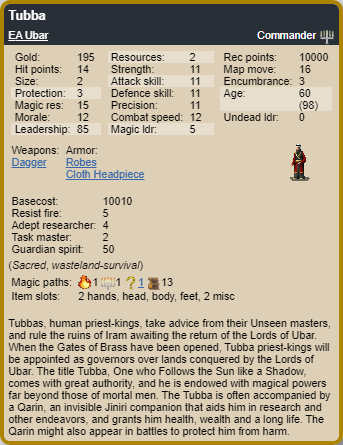 Tubba
EA Ubar Commander
Gold: 195 Resources: 2 Rec points: 10000
Hit points: 14 Strength: 11 Map move: 16
Size: 2 Attack skill: 11 Encumbrance: 3
Protection: 3 Defence skill: 11 Age: 60
Magic res: 15 Precision: 11 (98)
Morale: 12 Combat speed: 12 Undead ldr: 0
Leadership: 85 Magic ldr: 5
Weapons: Armor:
Dagger Robes
Cloth Headpiece
Basecost: 10010
Resist fire: 5
Adept researcher: 4
Task master: 2
Guardian spirit: 50
(Sacred, wasteland-survival)
Magic paths: 1 1 ?1 13
Item slots: 2 hands, head, body, feet, 2 misc
Tubbas, human priest-kings, take advice from their Unseen masters,
and rule the ruins of Iram awaiting the return of the Lords of Ubar.
When the Gates of Brass have been opened, Tubba priest-kings will
be appointed as governors over lands conquered by the Lords of
Ubar. The title Tubba, One who Follows the Sun like a Shadow,
comes with great authority, and he is endowed with magical powers
far beyond those of mortal men. The Tubba is often accompanied
by a Qarin, an invisible Jiniri companion that aids him in research and
other endeavors, and grants him health, wealth and a long life. The
Qarin might also appear in battles to protect him from harm.